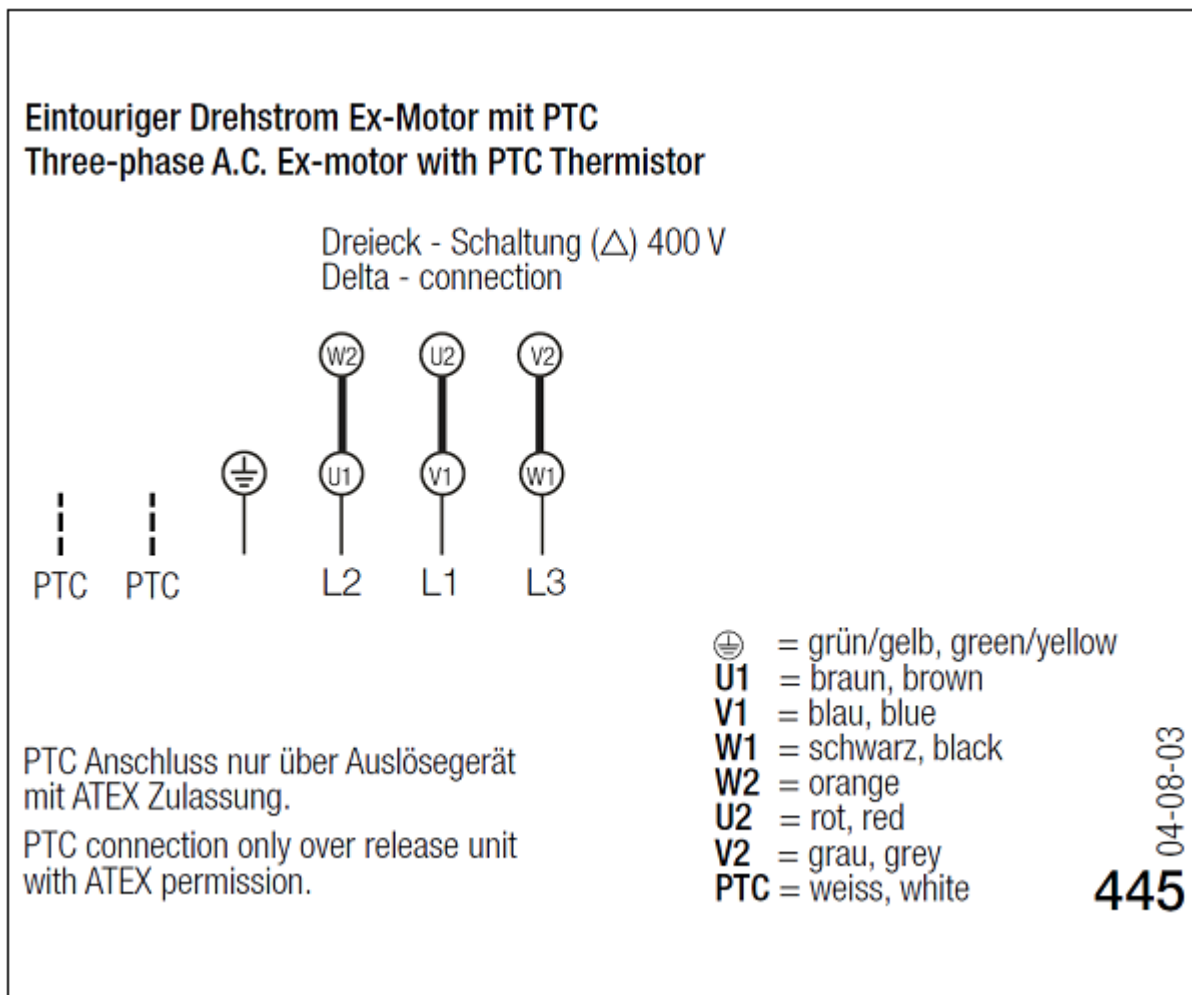 Eintouriger Drehstrom Ex-Motor mit PTC
Three-phase A.C. Ex-motor with PTC Thermistor
Dreieck - Schaltung (△) 400 V
Delta - connection
W2 U2 V2
U1 V1 W1
PTC PTC L2 L1 L3
= grün/gelb, green/yellow
U1 = braun, brown
V1 = blau, blue
W1 = schwarz, black
W2 = orange
U2 = rot, red
V2 = grau, grey
PTC = weiss, white
PTC Anschluss nur über Auslösegerät
mit ATEX Zulassung.
PTC connection only over release unit
with ATEX permission.
04-08-03
445